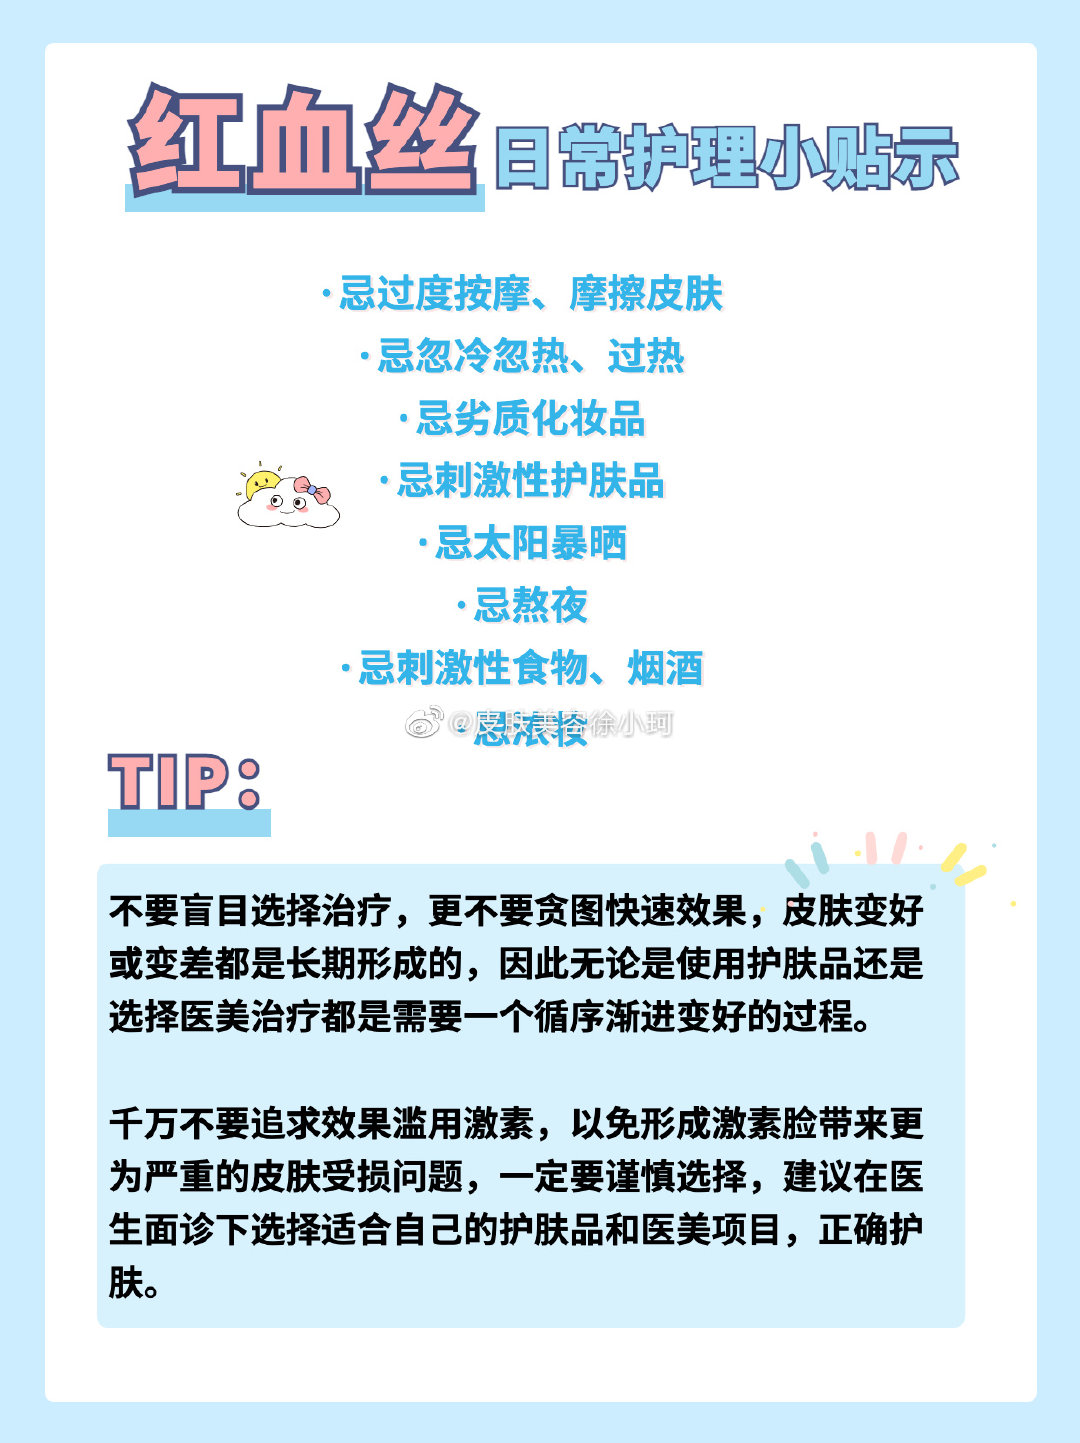 红血丝日常护理小贴示
·忌过度按摩、摩擦皮肤
·忌忽冷忽热、过热
·忌劣质化妆品
·忌刺激性护肤品
·忌太阳暴晒
·忌熬夜
·忌刺激性食物、烟酒
·忌浓妆
@皮肤美容徐小珂
TIP:
不要盲目选择治疗，更不要贪图快速效果，皮肤变好
或变差都是长期形成的，因此无论是使用护肤品还是
选择医美治疗都是需要一个循序渐进变好的过程。
千万不要追求效果滥用激素，以免形成激素脸带来更
为严重的皮肤受损问题，一定要谨慎选择，建议在医
生面诊下选择适合自己的护肤品和医美项目，正确护
肤。